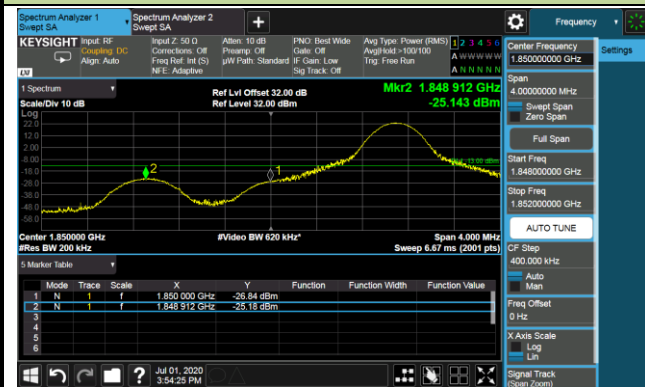 Spectrum Analyzer 1
Swept SA
Spectrum Analyzer 2
Swept SA
+
Frequency
KEYSIGHT
Input: RF
Coupling: DC
Align: Auto
Input Z: 50 Ω
Corrections: Off
Freq Ref: Int (S)
NFE: Adaptive
Atten: 10 dB
Preamp: Off
µW Path: Standard
PNO: Best Wide
Gate: Off
IF Gain: Low
Sig Track: Off
Avg Type: Power (RMS)
Avg|Hold:>100/100
Trig: Free Run
1 2 3 4 5 6
A W W W W W
A N N N N N
LXI
1 Spectrum
Scale/Div 10 dB
Ref Lvl Offset 32.00 dB
Ref Level 32.00 dBm
Mkr2 1.848 912 GHz
-25.143 dBm
Log
22.0
12.0
2.00
-8.00
-18.0
-28.0
-38.0
-48.0
-58.0
2
1
-13.00 dBm
Center 1.850000 GHz
#Res BW 200 kHz
#Video BW 620 kHz*
Span 4.000 MHz
Sweep 6.67 ms (2001 pts)
5 Marker Table
Mode Trace Scale X Y Function Function Width Function Value
1 N 1 f 1.850 000 GHz -26.84 dBm
2 N 1 f 1.848 912 GHz -25.18 dBm
3
4
5
6
Jul 01, 2020
3:54:25 PM
?
Center Frequency
1.850000000 GHz
Settings
Span
4.00000000 MHz
Swept Span
Zero Span
Full Span
Start Freq
1.848000000 GHz
Stop Freq
1.852000000 GHz
AUTO TUNE
CF Step
400.000 kHz
Auto
Man
Freq Offset
0 Hz
X Axis Scale
Log
Lin
Signal Track
(Span Zoom)